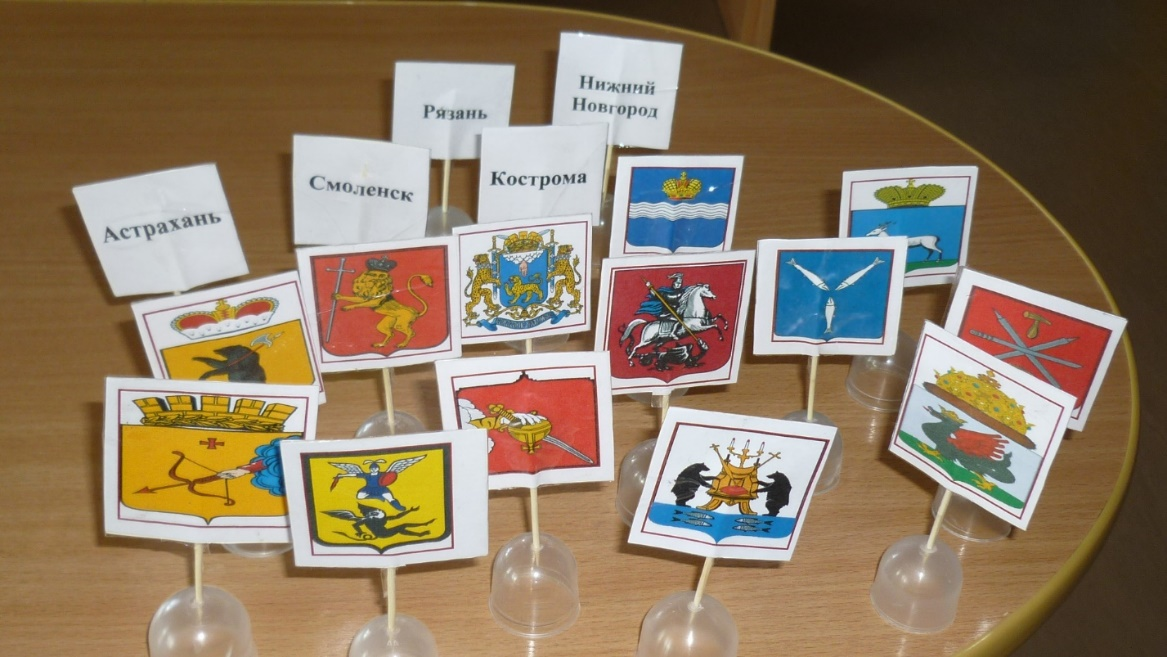 Рязань
Нижний
Новгород
Астрахань
Смоленск
Кострома